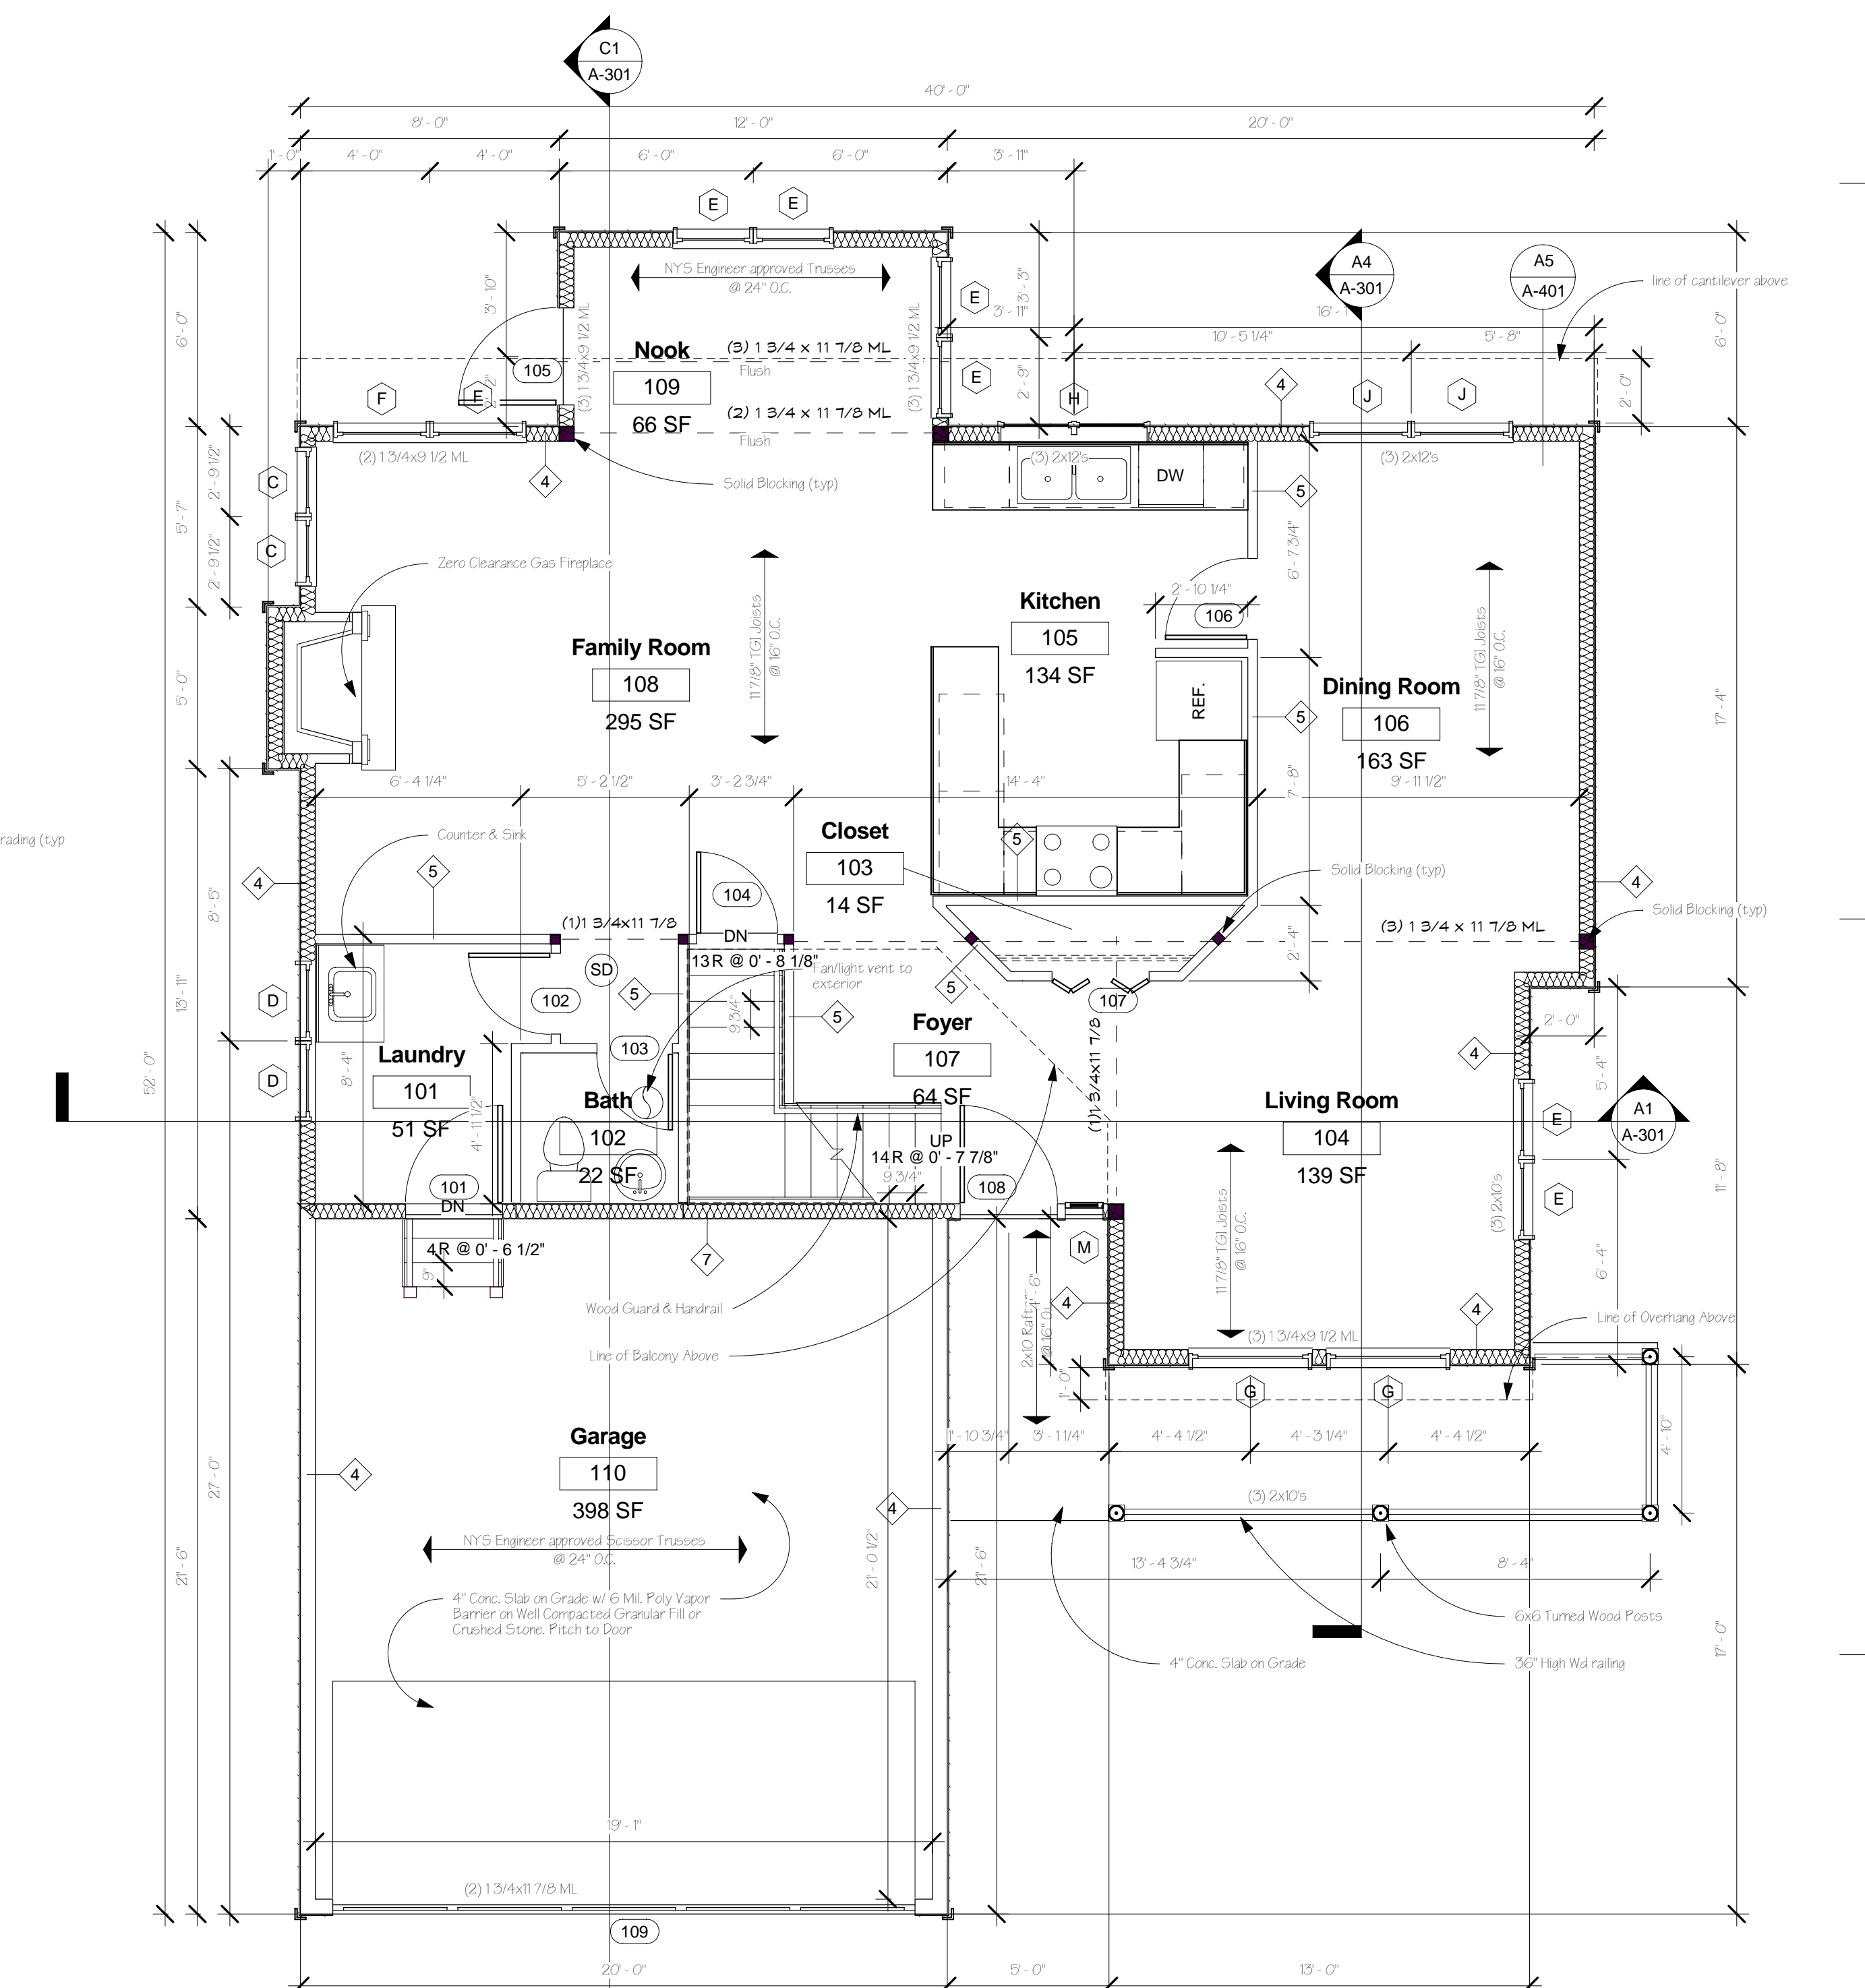 C1
A-301
40' - 0"
8' - 0"
12' - 0"
20' - 0"
1' - 0"
4' - 0"
4' - 0"
6' - 0"
6' - 0"
3' - 11"
E
E
NYS Engineer approved Trusses
@ 24" O.C.
A4
A-301
A5
A-401
line of cantilever above
3' - 10"
3' - 3"
E
3' - 11"
16' - 1
10' - 5 1/4"
5' - 8"
6' - 0"
6' - 0"
(3) 1 3/4x9 1/2 ML
(3) 1 3/4x9 1/2 ML
Nook
109
66 SF
(3) 1 3/4 x 11 7/8 ML
Flush
(2) 1 3/4 x 11 7/8 ML
Flush
105
2' - 2"
E
2' - 9"
2' - 0"
F
F
H
4
J
J
(2) 1 3/4x9 1/2 ML
4
Solid Blocking (typ)
(3) 2x12's
DW
(3) 2x12's
5
C
C
2' - 9 1/2"
2' - 9 1/2"
5' - 7"
Zero Clearance Gas Fireplace
6' - 7 3/4"
2' - 10 1/4"
106
Kitchen
105
134 SF
11 7/8" TGI Joists
@ 16" O.C.
11 7/8" TGI Joists
@ 16" O.C.
Family Room
108
295 SF
5' - 0"
REF.
5
Dining Room
106
163 SF
17' - 4"
6' - 4 1/4"
5' - 2 1/2"
3' - 2 3/4"
14' - 4"
7' - 8"
9' - 11 1/2"
rading (typ
Counter & Sink
Closet
103
14 SF
5
5
4
8' - 5"
104
Solid Blocking (typ)
4
Solid Blocking (typ)
(1)1 3/4x11 7/8
DN
(3) 1 3/4 x 11 7/8 ML
2' - 4"
13R @ 0' - 8 1/8"
Fan/light vent to
exterior
SD
102
5
5
5
107
D
D
13' - 11"
52' - 0"
9 3/4"
Foyer
107
64 SF
(1)1 3/4x11 7/8
2' - 0"
4
5' - 4"
103
8' - 4"
Laundry
101
51 SF
4' - 11 1/2"
Bath
102
22 SF
Living Room
104
139 SF
E
A1
A-301
UP
14R @ 0' - 7 7/8"
9 3/4"
108
101
DN
E
(3) 2x10's
11' - 8"
11 7/8" TGI Joists
@ 16" O.C.
4R @ 0' - 6 1/2"
9"
7
M
4' - 6"
4
6' - 4"
Wood Guard & Handrail
Line of Balcony Above
4
(3) 1 3/4x9 1/2 ML
Line of Overhang Above
1' - 0"
G
G
1' - 10 3/4"
3' - 1 1/4"
4' - 4 1/2"
4' - 3 1/4"
4' - 4 1/2"
4' - 10"
Garage
110
398 SF
4
4
27' - 0"
(3) 2x10's
NYS Engineer approved Scissor Trusses
@ 24" O.C.
21' - 6"
21' - 0 1/2"
21' - 6"
13' - 4 3/4"
8' - 4"
4" Conc. Slab on Grade w/ 6 Mil. Poly Vapor
Barrier on Well Compacted Granular Fill or
Crushed Stone. Pitch to Door
6x6 Turned Wood Posts
17' - 0"
4" Conc. Slab on Grade
36" High Wd railing
19' - 1"
(2) 1 3/4x11 7/8 ML
109
20' - 0"
5' - 0"
13' - 0"